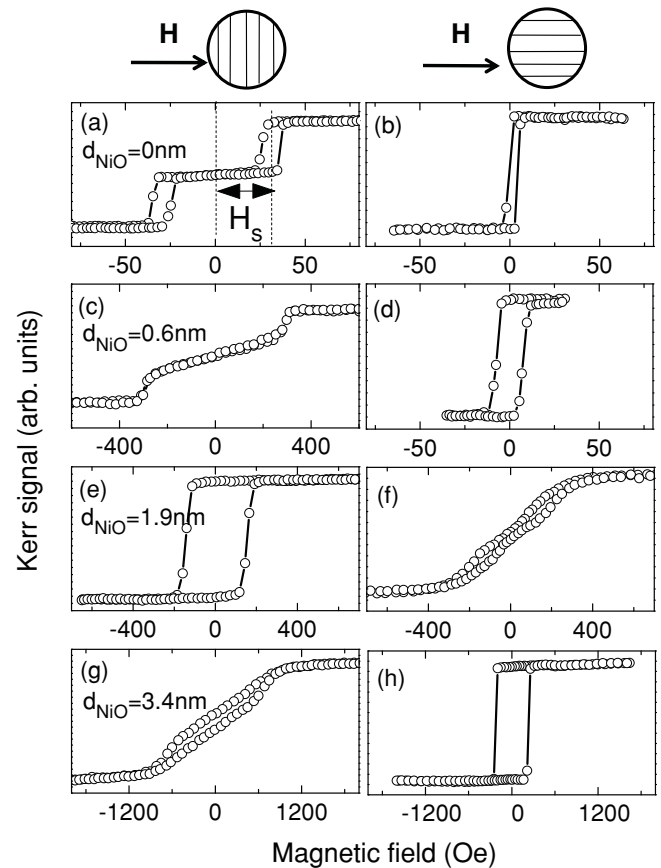 H H
(a) (b)
d_NiO=0nm
H_s
-50 0 50 -50 0 50
(c) (d)
d_NiO=0.6nm
-400 0 400 -50 0 50
(e) (f)
d_NiO=1.9nm
-400 0 400 -400 0 400
(g) (h)
d_NiO=3.4nm
-1200 0 1200 -1200 0 1200
Kerr signal (arb. units)
Magnetic field (Oe)